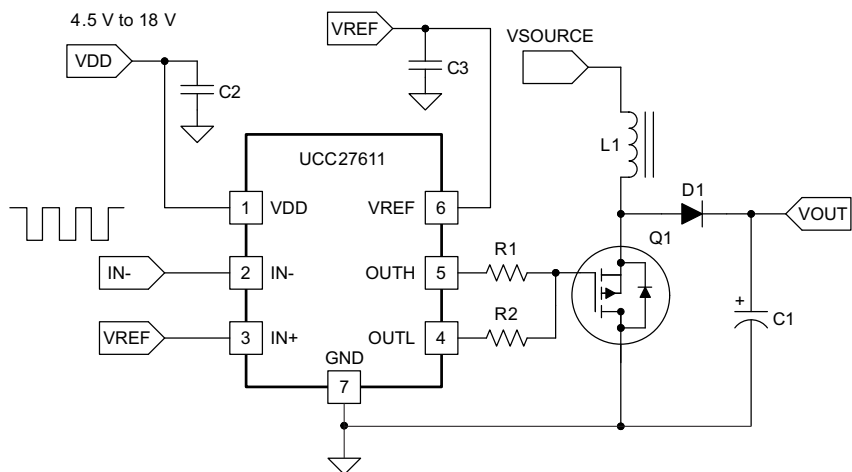 4.5 V to 18 V
VDD
C2
VREF
C3
VSOURCE
L1
UCC27611
1 VDD
VREF 6
D1
VOUT
Q1
IN-
2 IN-
OUTH 5
R1
C1
+
VREF
3 IN+
OUTL 4
R2
GND
7